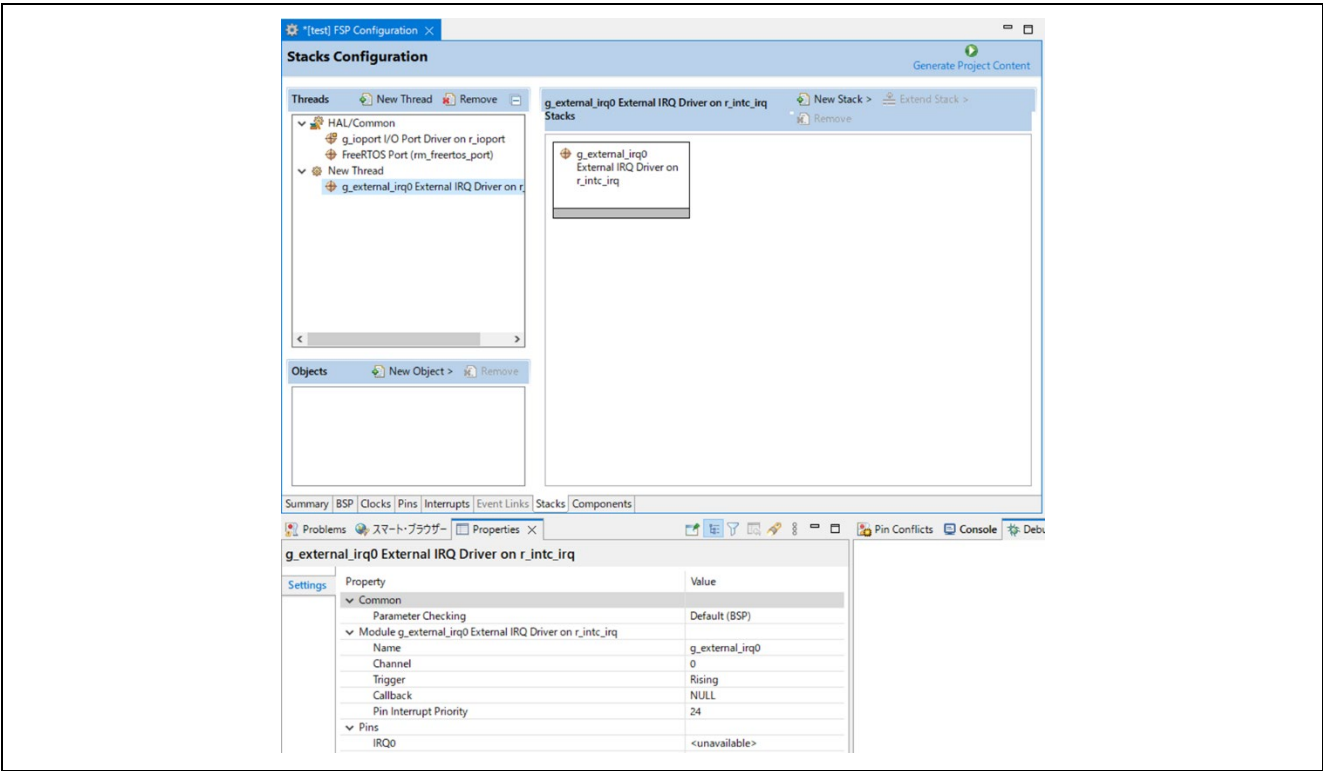 *[test] FSP Configuration
Stacks Configuration
Generate Project Content
Threads New Thread Remove
HAL/Common
g_ioport I/O Port Driver on r_ioport
FreeRTOS Port (rm_freertos_port)
New Thread
g_external_irq0 External IRQ Driver on r_
Objects New Object > Remove
g_external_irq0 External IRQ Driver on r_intc_irq
Stacks
New Stack > Extend Stack >
Remove
g_external_irq0
External IRQ Driver on
r_intc_irq
Summary BSP Clocks Pins Interrupts Event Links Stacks Components
Problems スマート・ブラウザー Properties
Pin Conflicts Console Debu
g_external_irq0 External IRQ Driver on r_intc_irq
Settings
Property Value
Common
Parameter Checking Default (BSP)
Module g_external_irq0 External IRQ Driver on r_intc_irq
Name g_external_irq0
Channel 0
Trigger Rising
Callback NULL
Pin Interrupt Priority 24
Pins
IRQ0 <unavailable>